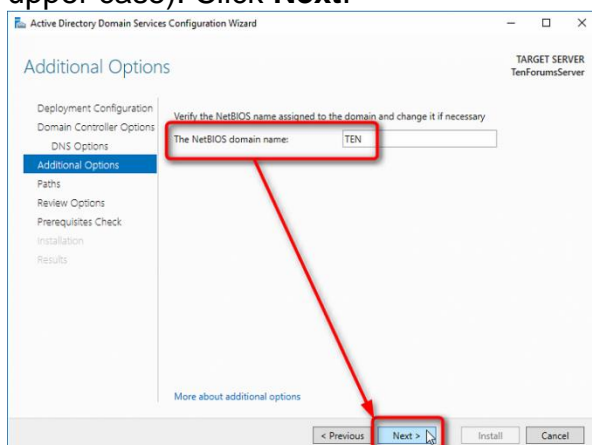 upper case). Click Next.
Active Directory Domain Services Configuration Wizard
Additional Options
TARGET SERVER
TenForumsServer
Deployment Configuration
Domain Controller Options
DNS Options
Additional Options
Paths
Review Options
Prerequisites Check
Installation
Results
Verify the NetBIOS name assigned to the domain and change it if necessary
The NetBIOS domain name: TEN
More about additional options
< Previous Next > Install Cancel